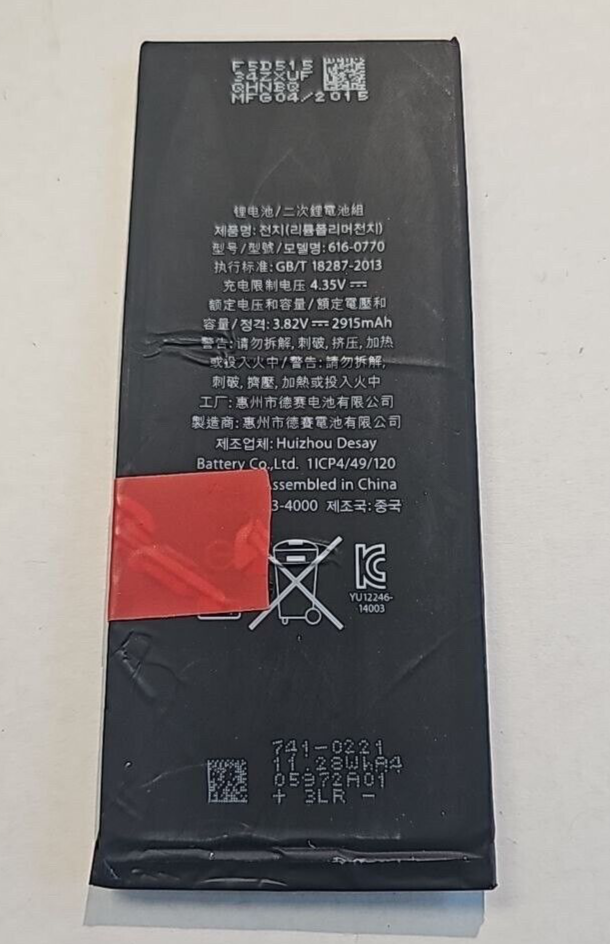 F5D515
34ZXUF
QHNBQ
MFG04/2015
锂电池/二次鋰電池組
제품명: 전지(리튬폴리머전지)
型号/型號/모델명: 616-0770
执行标准: GB/T 18287-2013
充电限制电压 4.35V ⎓
额定电压和容量/額定電壓和
容量/정격: 3.82V ⎓ 2915mAh
警告: 请勿拆解, 刺破, 挤压, 加热
或投入火中/警告: 請勿拆解,
刺破, 擠壓, 加熱或投入火中
工厂: 惠州市德赛电池有限公司
製造商: 惠州市德賽電池有限公司
제조업체: Huizhou Desay
Battery Co.,Ltd. 1ICP4/49/120
ssembled in China
3-4000 제조국: 중국
YU12246-
14003
741-0221
11.28WhA4
05972A01
+ 3LR -